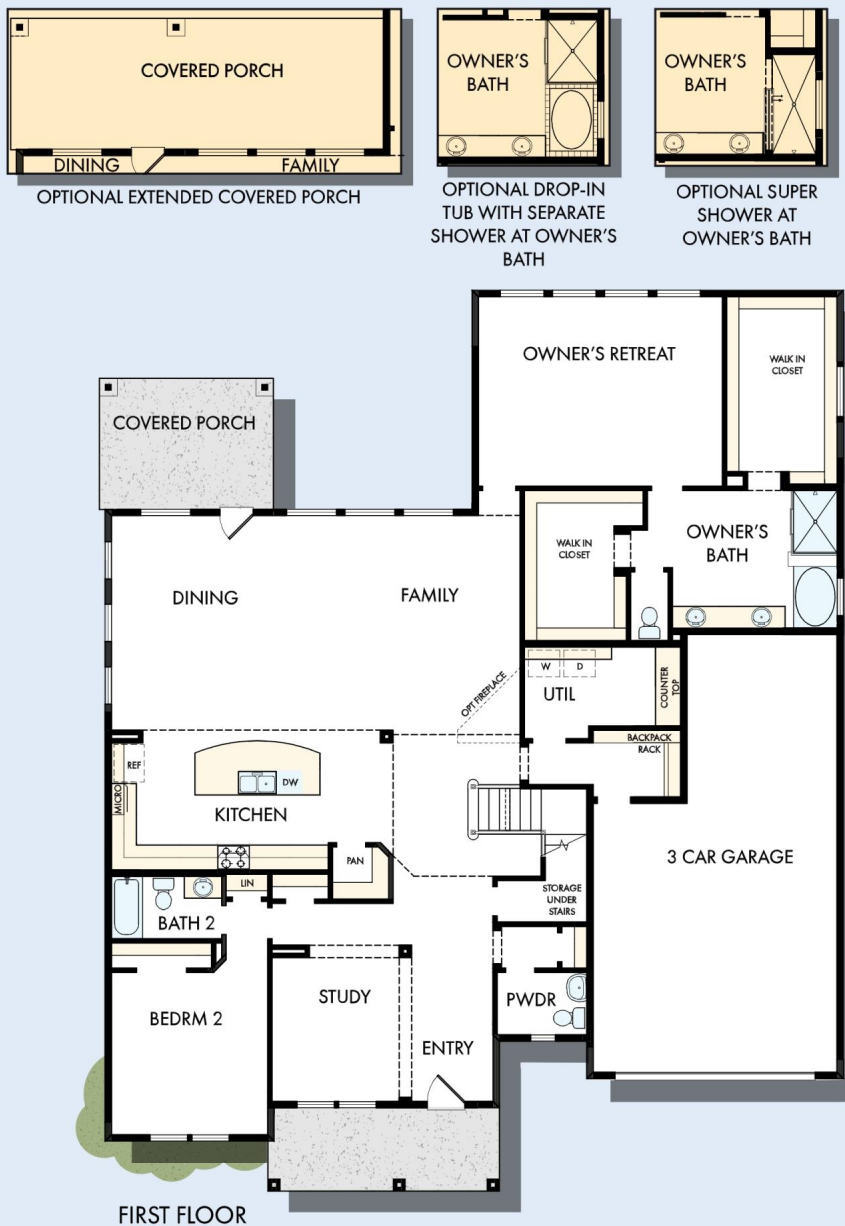 COVERED PORCH
DINING
FAMILY
OPTIONAL EXTENDED COVERED PORCH
OWNER'S
BATH
OPTIONAL DROP-IN
TUB WITH SEPARATE
SHOWER AT OWNER'S
BATH
OWNER'S
BATH
OPTIONAL SUPER
SHOWER AT
OWNER'S BATH
OWNER'S RETREAT
WALK IN
CLOSET
COVERED PORCH
WALK IN
CLOSET
OWNER'S
BATH
DINING
FAMILY
OPT FIREPLACE
W
D
UTIL
COUNTER
TOP
BACKPACK
RACK
REF
MICRO
DW
KITCHEN
PAN
3 CAR GARAGE
STORAGE
UNDER
STAIRS
LIN
BATH 2
BEDRM 2
STUDY
PWDR
ENTRY
FIRST FLOOR